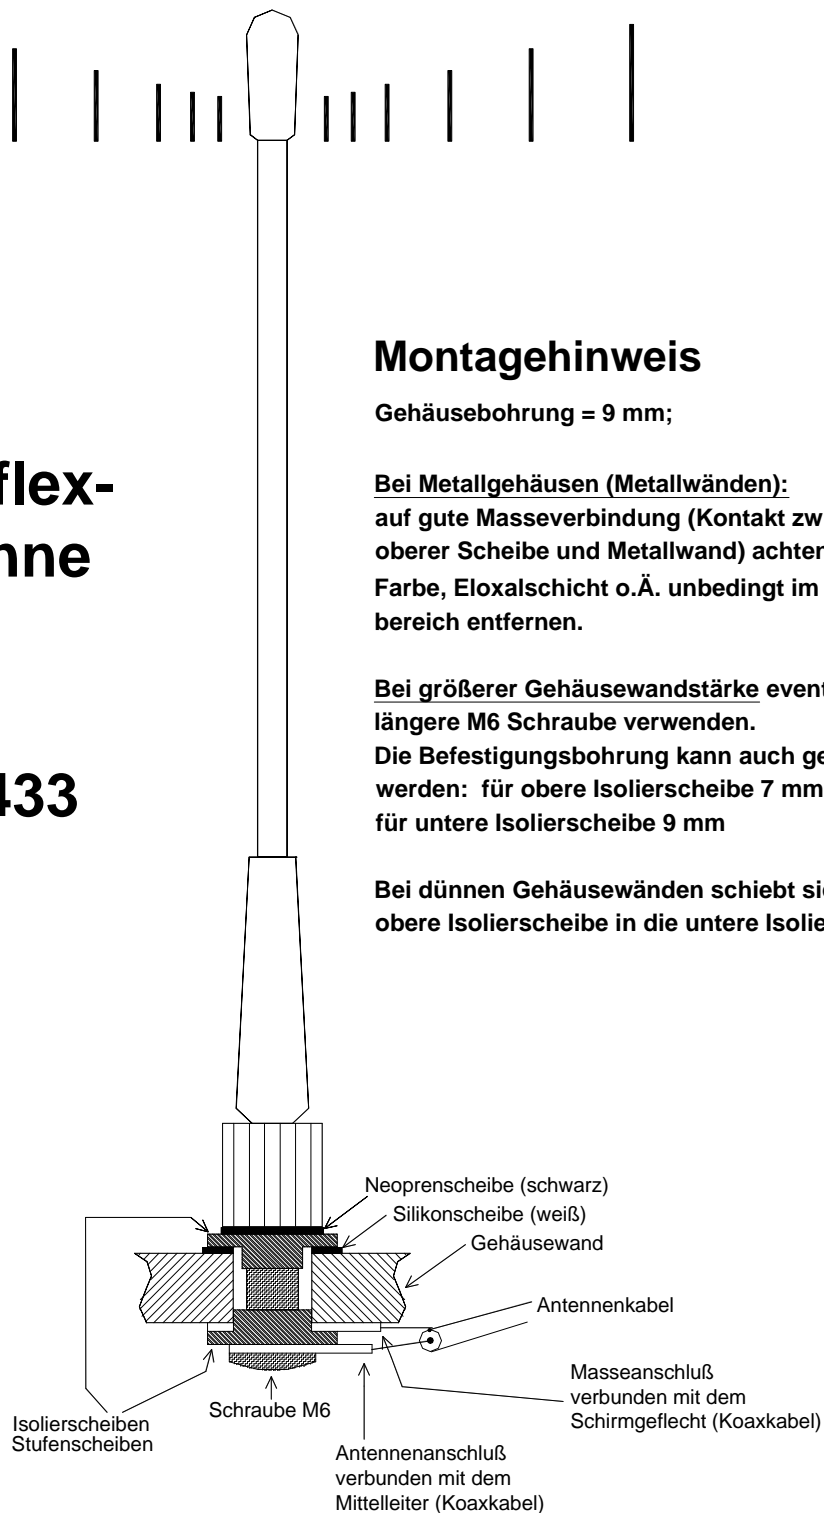 flex-
nne
433
Montagehinweis
Gehäusebohrung = 9 mm;
Bei Metallgehäusen (Metallwänden):
auf gute Masseverbindung (Kontakt zw
oberer Scheibe und Metallwand) achten
Farbe, Eloxalschicht o.Ä. unbedingt im
bereich entfernen.
Bei größerer Gehäusewandstärke event
längere M6 Schraube verwenden.
Die Befestigungsbohrung kann auch ge
werden: für obere Isolierscheibe 7 mm
für untere Isolierscheibe 9 mm
Bei dünnen Gehäusewänden schiebt sic
obere Isolierscheibe in die untere Isolie
Neoprenscheibe (schwarz)
Silikonscheibe (weiß)
Gehäusewand
Antennenkabel
Masseanschluß
verbunden mit dem
Schirmgeflecht (Koaxkabel)
Schraube M6
Isolierscheiben
Stufenscheiben
Antennenanschluß
verbunden mit dem
Mittelleiter (Koaxkabel)